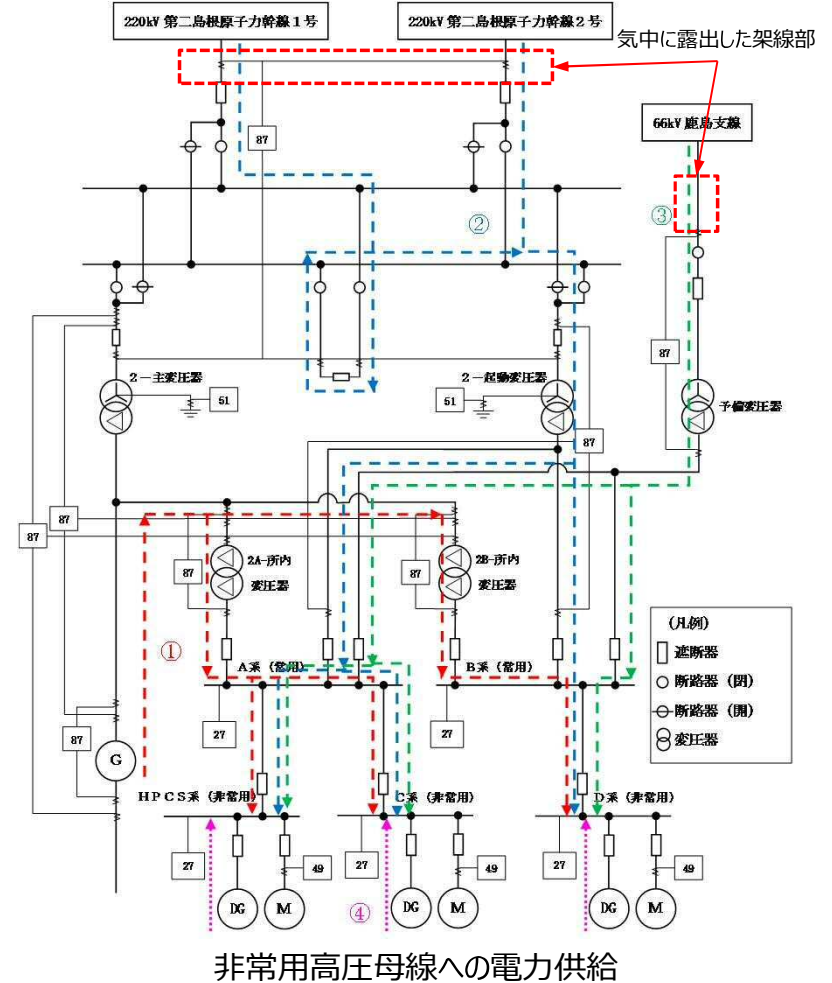 220kV 第二島根原子力幹線1号
220kV 第二島根原子力幹線2号
気中に露出した架線部
66kV 鹿島支線
87
③
②
87
2-主変圧器
51
2-起動変圧器
51
予備変圧器
87
87
87
2A-所内
変圧器
87
2B-所内
変圧器
87
(凡例)
遮断器
断路器 (閉)
断路器 (開)
変圧器
①
A系 (常用)
B系 (常用)
27
27
87
G
HPCS系 (非常用)
C系 (非常用)
D系 (非常用)
27
49
27
49
27
49
DG
M
④
DG
M
DG
M
非常用高圧母線への電力供給